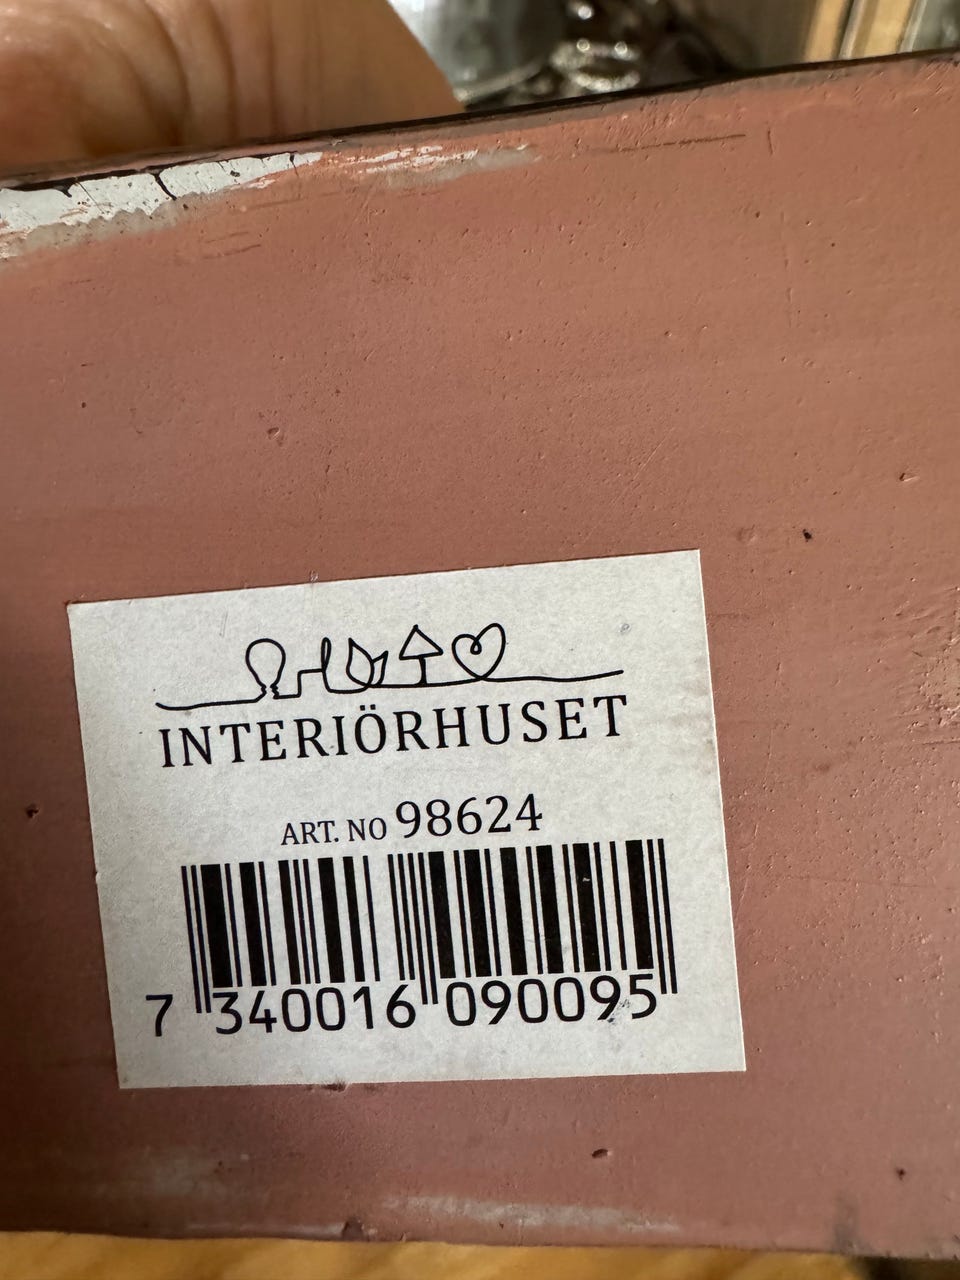 INTERIÖRHUSET
ART. NO 98624
7 340016 090095